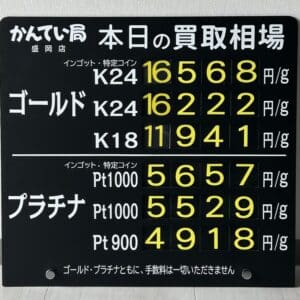 かんてい局 盛岡店 本日の買取相場
インゴット・特定コイン
K24 16568 円/g
ゴールド K24 16222 円/g
K18 11941 円/g
インゴット・特定コイン
Pt1000 5657 円/g
プラチナ Pt1000 5529 円/g
Pt900 4918 円/g
ゴールド・プラチナともに、手数料は一切いただきません